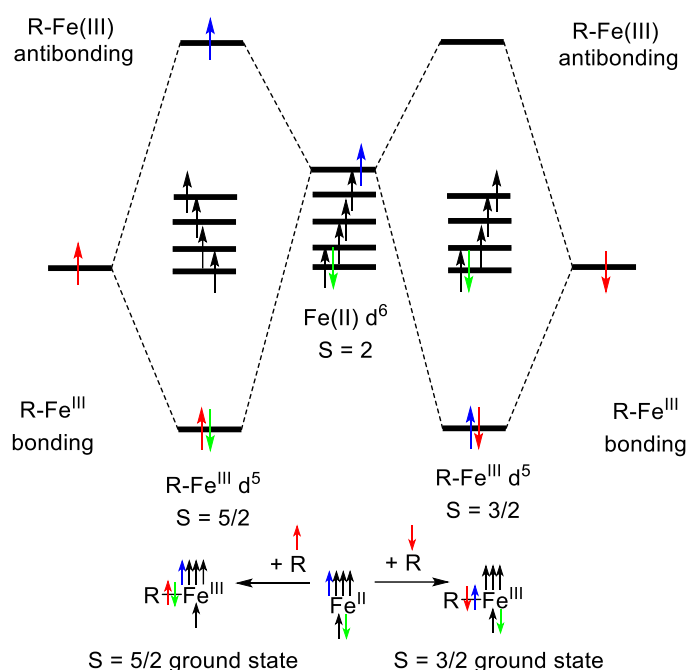 R-Fe(III)
antibonding
R-Fe(III)
antibonding
Fe(II) d⁶
S = 2
R-Feᴵᴵᴵ
bonding
R-Feᴵᴵᴵ
bonding
R-Feᴵᴵᴵ d⁵
S = 5/2
R-Feᴵᴵᴵ d⁵
S = 3/2
+ R
+ R
R Feᴵᴵᴵ
Feᴵᴵ
R Feᴵᴵᴵ
S = 5/2 ground state
S = 3/2 ground state